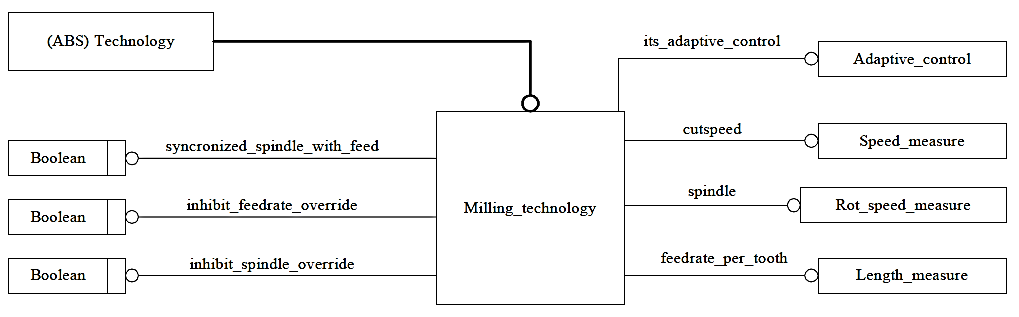 (ABS) Technology
its_adaptive_control
Adaptive_control
syncronized_spindle_with_feed
Boolean
cutspeed
Speed_measure
inhibit_feedrate_override
Boolean
Milling_technology
spindle
Rot_speed_measure
inhibit_spindle_override
Boolean
feedrate_per_tooth
Length_measure